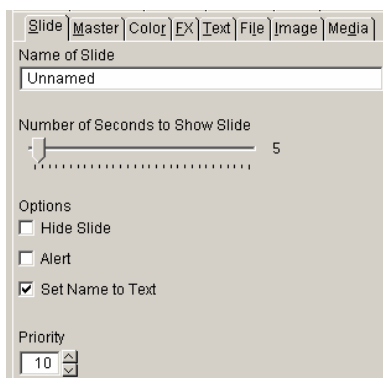 Slide Master Color FX Text File Image Media
Name of Slide
Unnamed
Number of Seconds to Show Slide
5
Options
Hide Slide
Alert
Set Name to Text
Priority
10